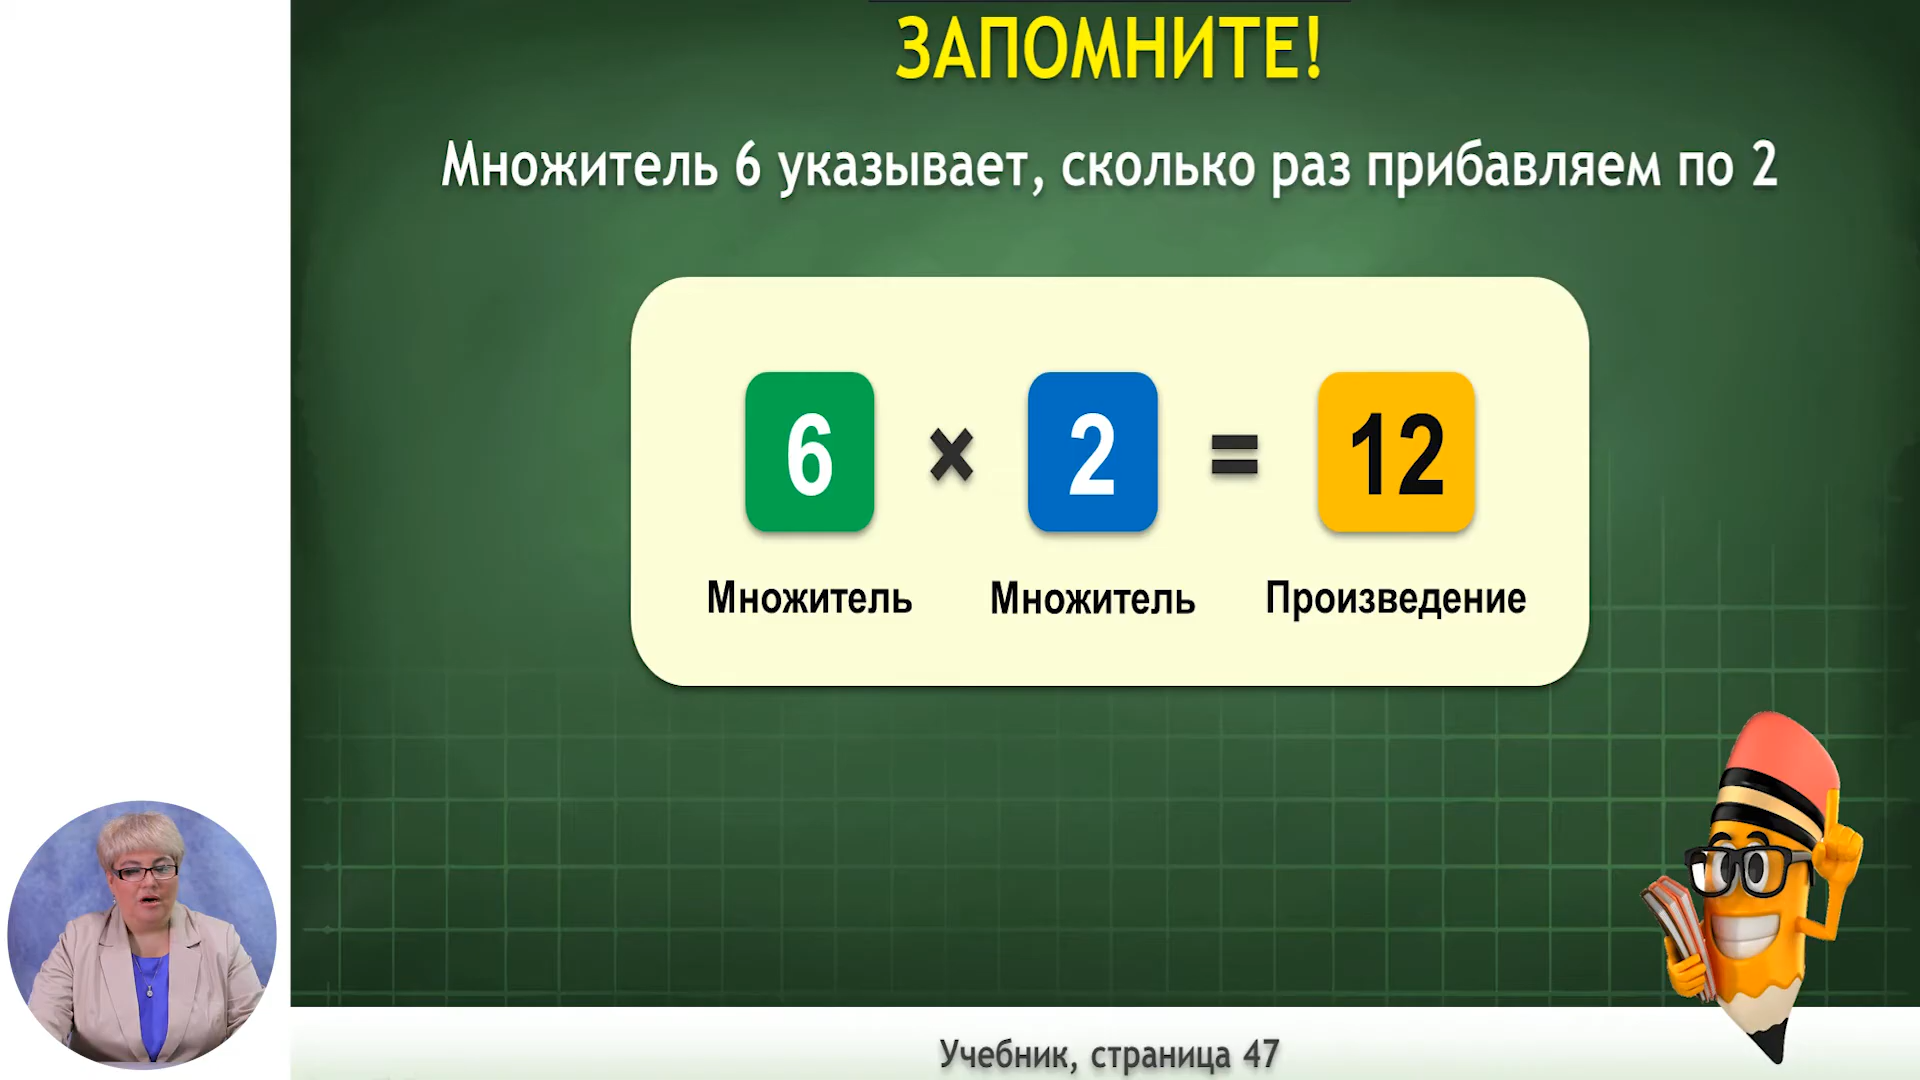 ЗАПОМНИТЕ!
Множитель 6 указывает, сколько раз прибавляем по 2
6 × 2 = 12
Множитель Множитель Произведение
Учебник, страница 47